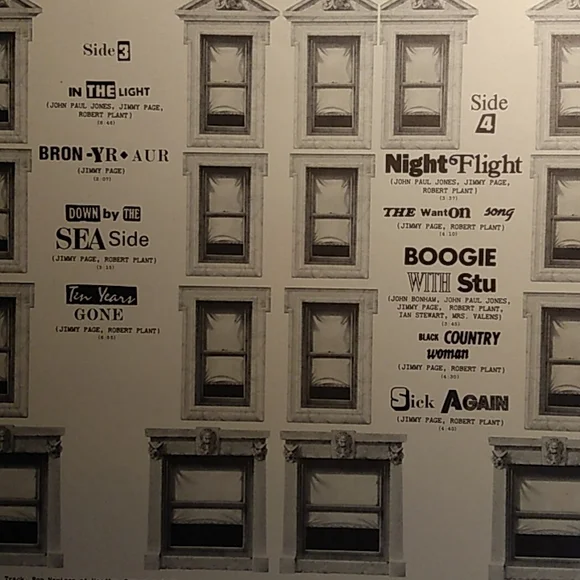 Side 3
IN THE LIGHT
(JOHN PAUL JONES, JIMMY PAGE,
ROBERT PLANT)
BRON-YR◆AUR
(JIMMY PAGE)
DOWN by THE
SEA Side
(JIMMY PAGE, ROBERT PLANT)
Ten Years
GONE
(JIMMY PAGE, ROBERT PLANT)
Side
4
Night Flight
(JOHN PAUL JONES, JIMMY PAGE,
ROBERT PLANT)
THE WantON song
(JIMMY PAGE, ROBERT PLANT)
BOOGIE
WITH Stu
(JOHN BONHAM, JOHN PAUL JONES,
JIMMY PAGE, ROBERT PLANT,
IAN STEWART, MRS. VALENS)
BLACK COUNTRY
woman
(JIMMY PAGE, ROBERT PLANT)
Sick AGAIN
(JIMMY PAGE, ROBERT PLANT)